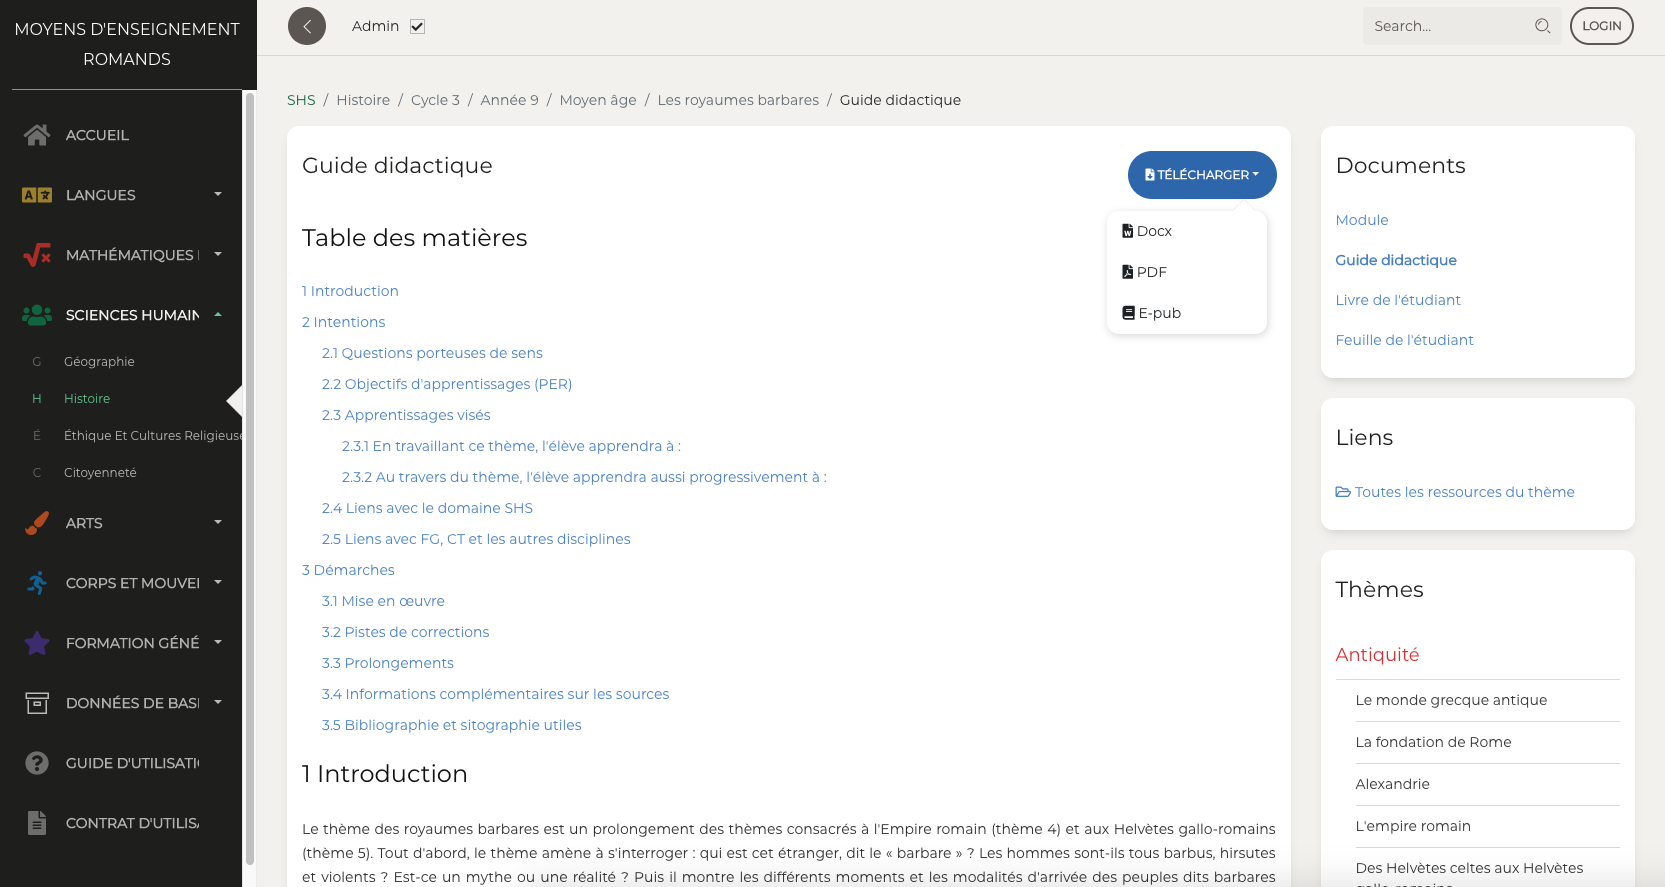 MOYENS D'ENSEIGNEMENT
ROMANDS
ACCUEIL
LANGUES
MATHÉMATIQUES
SCIENCES HUMAIN
G Géographie
H Histoire
É Éthique Et Cultures Religieuse
C Citoyenneté
ARTS
CORPS ET MOUVE
FORMATION GÉNÉ
DONNÉES DE BAS
GUIDE D'UTILISATI
CONTRAT D'UTILISA
Admin
Search...
LOGIN
SHS / Histoire / Cycle 3 / Année 9 / Moyen âge / Les royaumes barbares / Guide didactique
Guide didactique
TÉLÉCHARGER
Docx
PDF
E-pub
Table des matières
1 Introduction
2 Intentions
2.1 Questions porteuses de sens
2.2 Objectifs d'apprentissages (PER)
2.3 Apprentissages visés
2.3.1 En travaillant ce thème, l'élève apprendra à :
2.3.2 Au travers du thème, l'élève apprendra aussi progressivement à :
2.4 Liens avec le domaine SHS
2.5 Liens avec FG, CT et les autres disciplines
3 Démarches
3.1 Mise en œuvre
3.2 Pistes de corrections
3.3 Prolongements
3.4 Informations complémentaires sur les sources
3.5 Bibliographie et sitographie utiles
1 Introduction
Le thème des royaumes barbares est un prolongement des thèmes consacrés à l'Empire romain (thème 4) et aux Helvètes gallo-romains
(thème 5). Tout d'abord, le thème amène à s'interroger : qui est cet étranger, dit le « barbare » ? Les hommes sont-ils tous barbus, hirsutes
et violents ? Est-ce un mythe ou une réalité ? Puis il montre les différents moments et les modalités d'arrivée des peuples dits barbares
Documents
Module
Guide didactique
Livre de l'étudiant
Feuille de l'étudiant
Liens
Toutes les ressources du thème
Thèmes
Antiquité
Le monde grecque antique
La fondation de Rome
Alexandrie
L'empire romain
Des Helvètes celtes aux Helvètes